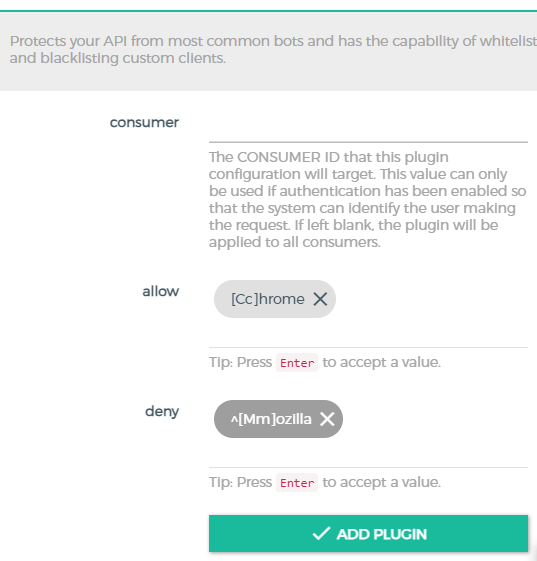 Protects your API from most common bots and has the capability of whitelist
and blacklisting custom clients.
consumer
The CONSUMER ID that this plugin
configuration will target. This value can only
be used if authentication has been enabled so
that the system can identify the user making
the request. If left blank, the plugin will be
applied to all consumers.
allow
[Cc]hrome
Tip: Press Enter to accept a value.
deny
^[Mm]ozilla
Tip: Press Enter to accept a value.
ADD PLUGIN